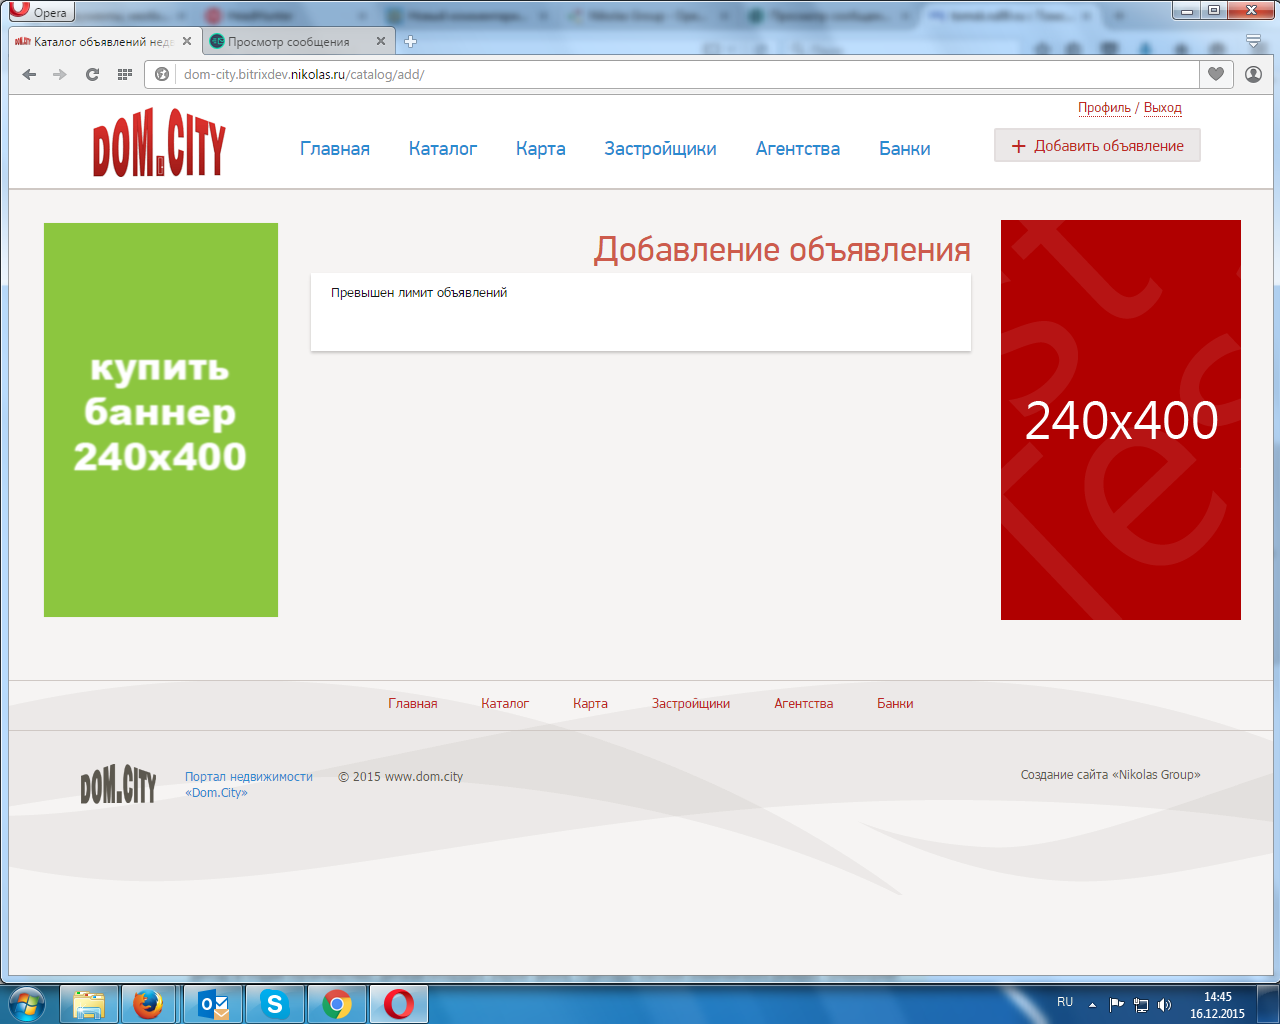 Opera
Каталог объявлений нед
Просмотр сообщения
dom-city.bitrixdev.nikolas.ru/catalog/add/
DOM.CITY
Профиль / Выход
Главная
Каталог
Карта
Застройщики
Агентства
Банки
+ Добавить объявление
Добавление объявления
Превышен лимит объявлений
купить
баннер
240x400
240x400
Главная
Каталог
Карта
Застройщики
Агентства
Банки
DOM.CITY
Портал недвижимости
«Dom.City»
© 2015 www.dom.city
Создание сайта «Nikolas Group»
RU
14:45
16.12.2015